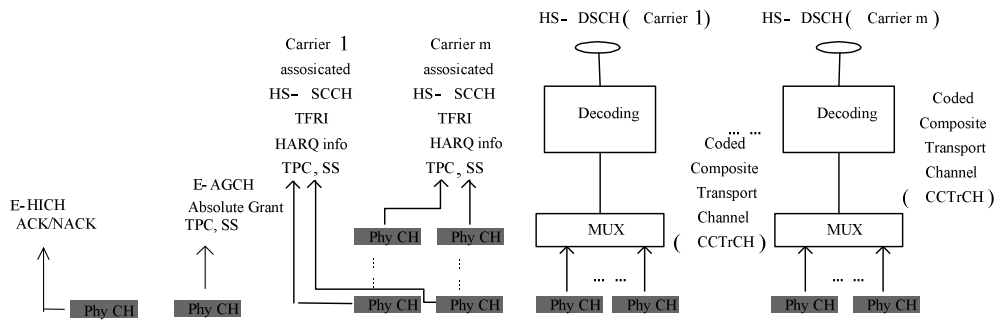 E-HICH
ACK/NACK
Phy CH
E-AGCH
Absolute Grant
TPC, SS
Phy CH
Carrier 1
assosicated
HS- SCCH
TFRI
HARQ info
TPC, SS
Carrier m
assosicated
HS- SCCH
TFRI
HARQ info
TPC, SS
Phy CH
Phy CH
Phy CH
Phy CH
HS- DSCH( Carrier 1)
Decoding
Coded
Composite
Transport
Channel
( CCTrCH)
MUX
... ...
Phy CH
Phy CH
... ...
HS- DSCH( Carrier m)
Decoding
Coded
Composite
Transport
Channel
( CCTrCH)
MUX
... ...
Phy CH
Phy CH